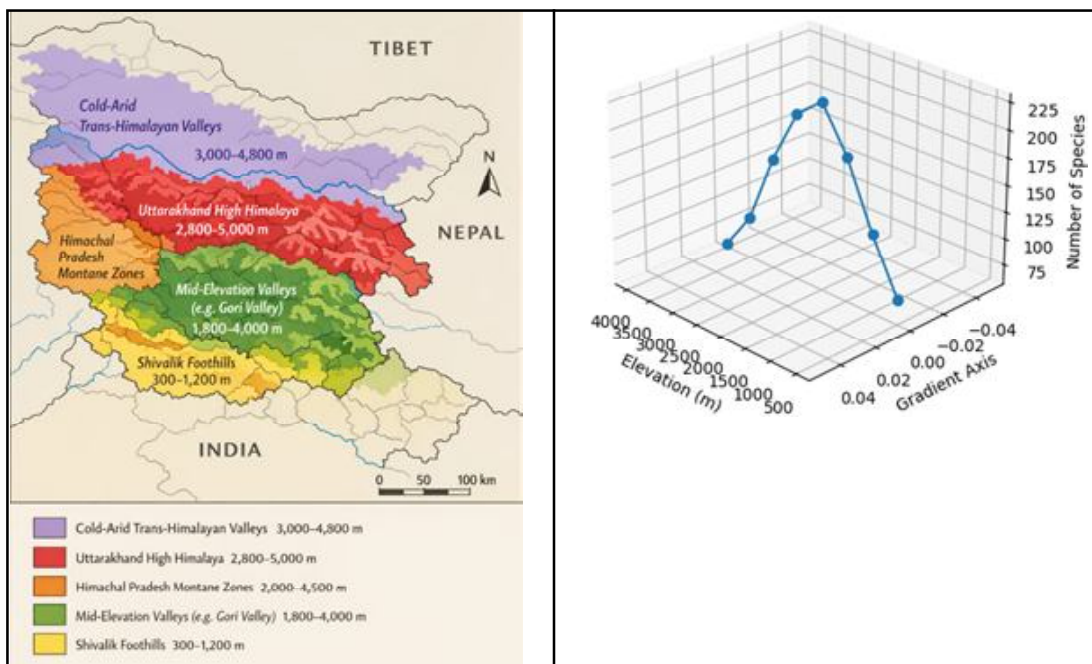 TIBET
Cold-Arid
Trans-Himalayan Valleys
3,000–4,800 m
N
Uttarakhand High Himalaya
2,800–5,000 m
NEPAL
Himachal
Pradesh
Montane Zones
Mid-Elevation Valleys
(e.g. Gori Valley)
1,800–4,000 m
Shivalik Foothills
300–1,200 m
INDIA
0 50 100 km
Cold-Arid Trans-Himalayan Valleys 3,000–4,800 m
Uttarakhand High Himalaya 2,800–5,000 m
Himachal Pradesh Montane Zones 2,000–4,500 m
Mid-Elevation Valleys (e.g. Gori Valley) 1,800–4,000 m
Shivalik Foothills 300–1,200 m
225
200
175
150
125
100
75
Number of Species
4000
3500
3000
2500
2000
1500
1000
500
Elevation (m)
0.04
0.02
0.00
−0.02
−0.04
Gradient Axis